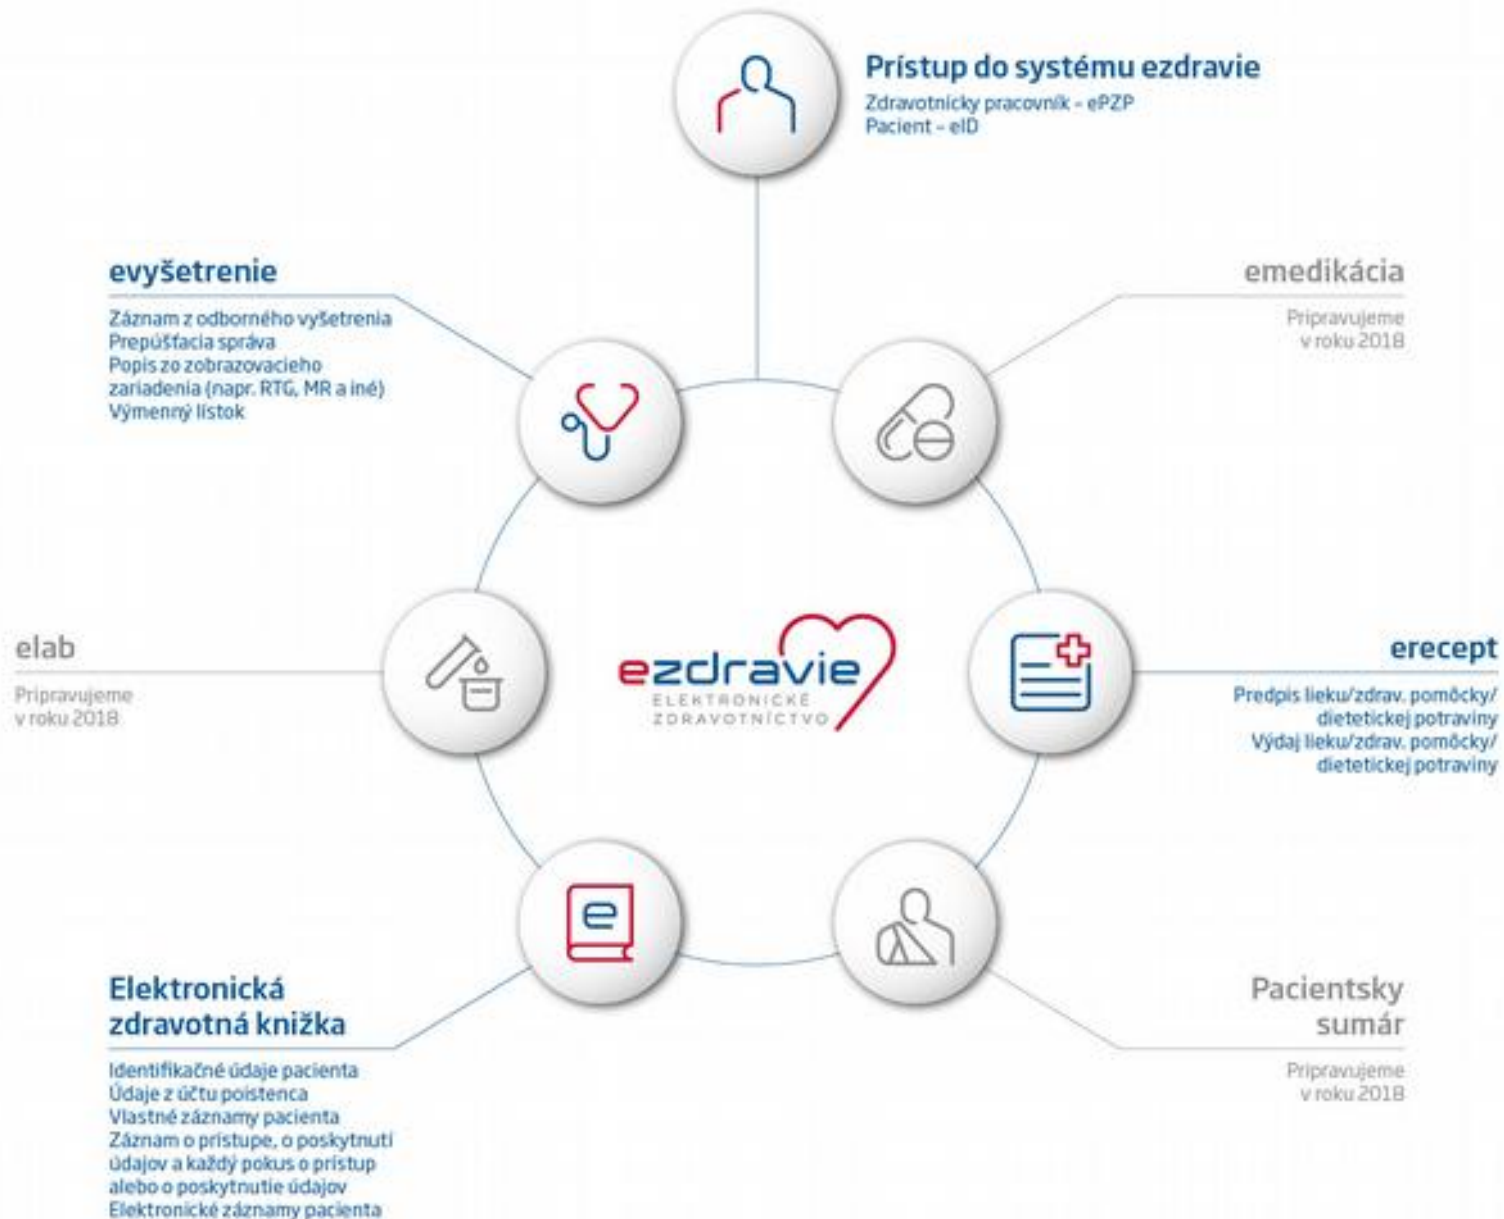 Prístup do systému ezdravie
Zdravotnícky pracovník - ePZP
Pacient - eID
evyšetrenie
Záznam z odborného vyšetrenia
Prepúšťacia správa
Popis zo zobrazovacieho
zariadenia (napr. RTG, MR a iné)
Výmenný lístok
emedikácia
Pripravujeme
v roku 2018
elab
Pripravujeme
v roku 2018
ezdravie
ELEKTRONICKÉ
ZDRAVOTNÍCTVO
e
erecept
Predpis lieku/zdrav. pomôcky/
dietetickej potraviny
Výdaj lieku/zdrav. pomôcky/
dietetickej potraviny
Elektronická
zdravotná knižka
Identifikačné údaje pacienta
Údaje z účtu poistenca
Vlastné záznamy pacienta
Záznam o prístupe, o poskytnutí
údajov a každý pokus o prístup
alebo o poskytnutie údajov
Elektronické záznamy pacienta
Pacientsky
sumár
Pripravujeme
v roku 2018